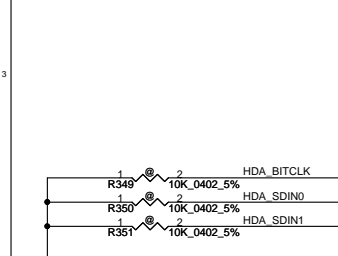 3
1 @ 2 HDA_BITCLK
R349 10K_0402_5%
1 @ 2 HDA_SDIN0
R350 10K_0402_5%
1 @ 2 HDA_SDIN1
R351 10K_0402_5%